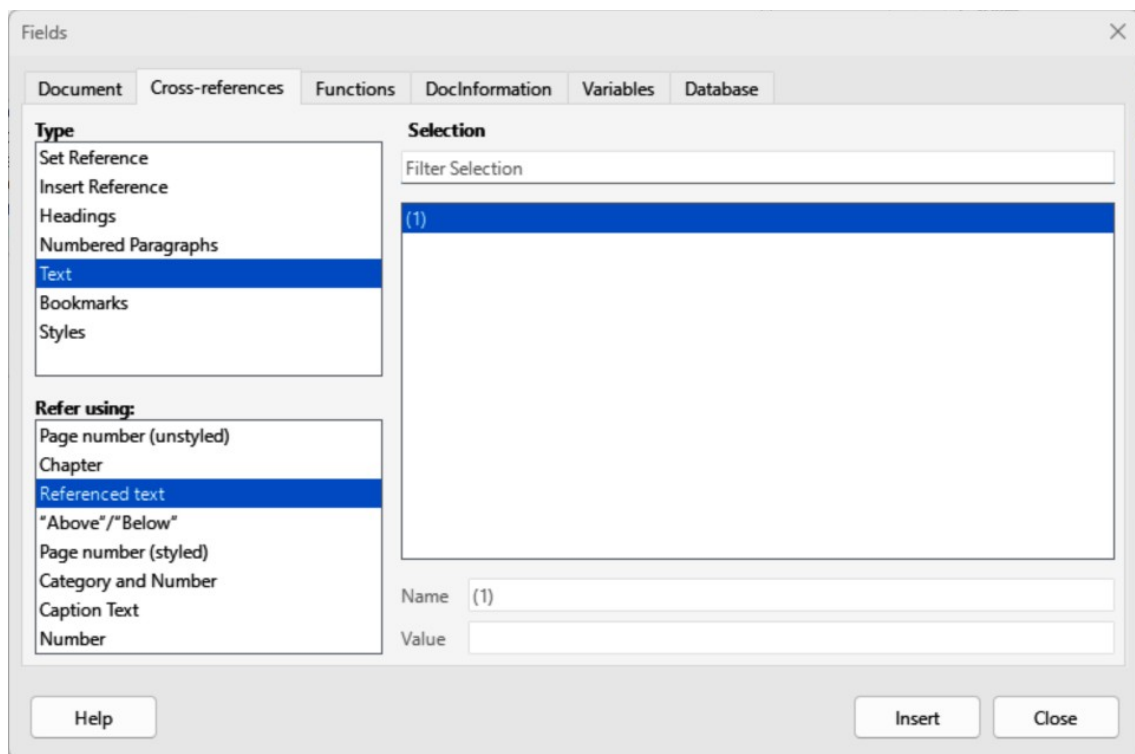 Fields
Document Cross-references Functions DocInformation Variables Database
Type
Set Reference
Insert Reference
Headings
Numbered Paragraphs
Text
Bookmarks
Styles
Refer using:
Page number (unstyled)
Chapter
Referenced text
“Above”/“Below”
Page number (styled)
Category and Number
Caption Text
Number
Selection
Filter Selection
(1)
Name (1)
Value
Help Insert Close